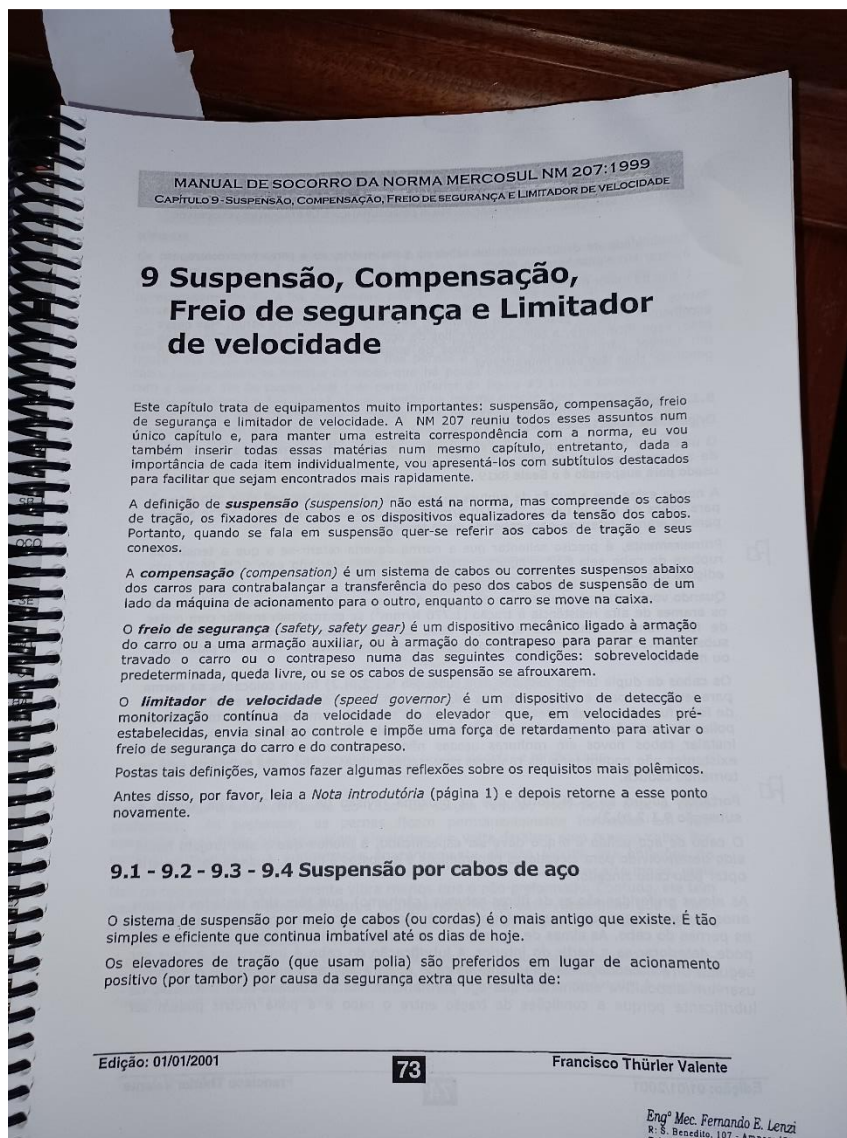 MANUAL DE SOCORRO DA NORMA MERCOSUL NM 207:1999
CAPÍTULO 9 - SUSPENSÃO, COMPENSAÇÃO, FREIO DE SEGURANÇA E LIMITADOR DE VELOCIDADE
9 Suspensão, Compensação,
Freio de segurança e Limitador
de velocidade
Este capítulo trata de equipamentos muito importantes: suspensão, compensação, freio
de segurança e limitador de velocidade. A NM 207 reuniu todos esses assuntos num
único capítulo e, para manter uma estreita correspondência com a norma, eu vou
também inserir todas essas matérias num mesmo capítulo, entretanto, dada a
importância de cada item individualmente, vou apresentá-los com subtítulos destacados
para facilitar que sejam encontrados mais rapidamente.
A definição de suspensão (suspension) não está na norma, mas compreende os cabos
de tração, os fixadores de cabos e os dispositivos equalizadores da tensão dos cabos.
Portanto, quando se fala em suspensão quer-se referir aos cabos de tração e seus
conexos.
A compensação (compensation) é um sistema de cabos ou correntes suspensos abaixo
dos carros para contrabalançar a transferência do peso dos cabos de suspensão de um
lado da máquina de acionamento para o outro, enquanto o carro se move na caixa.
O freio de segurança (safety, safety gear) é um dispositivo mecânico ligado à armação
do carro ou a uma armação auxiliar, ou à armação do contrapeso para parar e manter
travado o carro ou o contrapeso numa das seguintes condições: sobrevelocidade
predeterminada, queda livre, ou se os cabos de suspensão se afrouxarem.
O limitador de velocidade (speed governor) é um dispositivo de detecção e
monitorização contínua da velocidade do elevador que, em velocidades pré-
estabelecidas, envia sinal ao controle e impõe uma força de retardamento para ativar o
freio de segurança do carro e do contrapeso.
Postas tais definições, vamos fazer algumas reflexões sobre os requisitos mais polêmicos.
Antes disso, por favor, leia a Nota introdutória (página 1) e depois retorne a esse ponto
novamente.
9.1 - 9.2 - 9.3 - 9.4 Suspensão por cabos de aço
O sistema de suspensão por meio de cabos (ou cordas) é o mais antigo que existe. É tão
simples e eficiente que continua imbatível até os dias de hoje.
Os elevadores de tração (que usam polia) são preferidos em lugar de acionamento
positivo (por tambor) por causa da segurança extra que resulta de:
Edição: 01/01/2001
73
Francisco Thürler Valente
Engº Mec. Fernando E. Lenzi
R: S. Benedito, 107